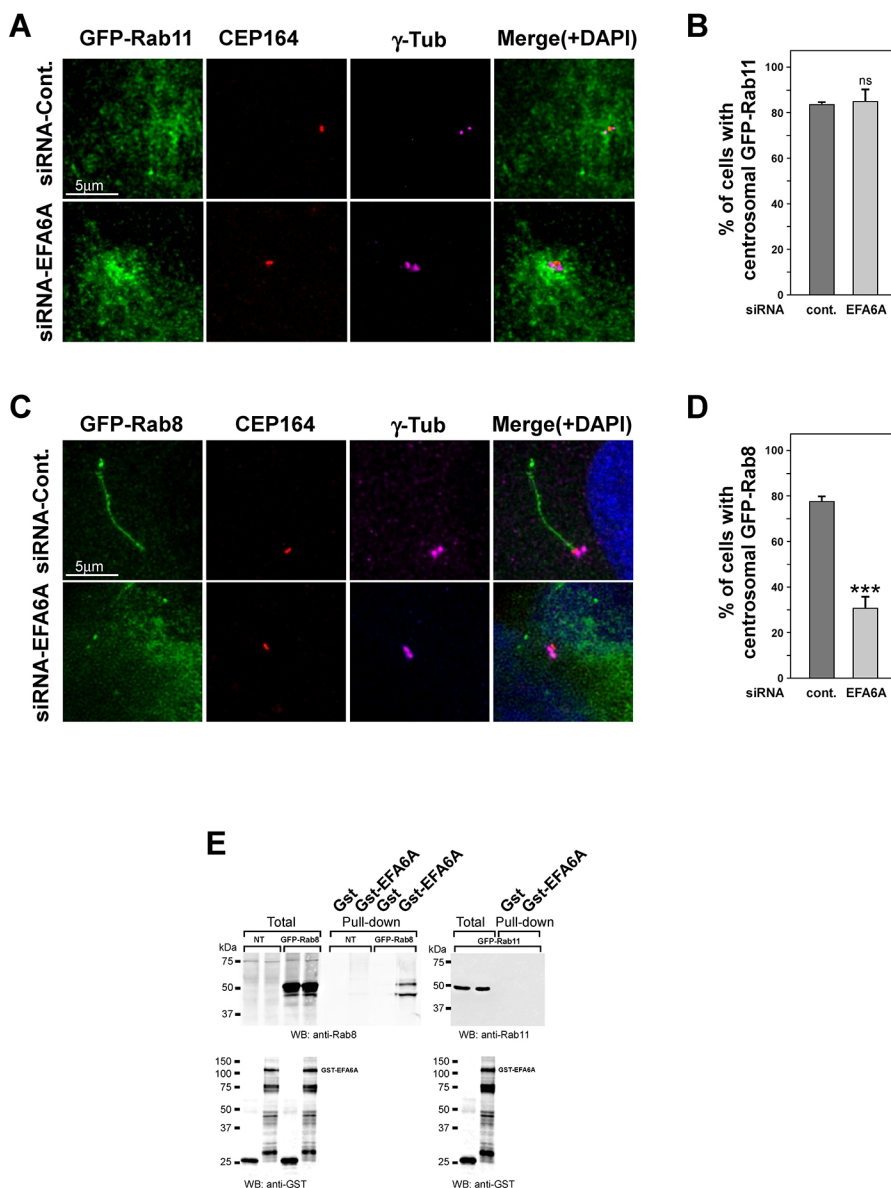 A
GFP-Rab11 CEP164 γ-Tub Merge(+DAPI)
siRNA-Cont.
5µm
siRNA-EFA6A
B
% of cells with
centrosomal GFP-Rab11
100
80
60
40
20
0
ns
siRNA cont. EFA6A
C
GFP-Rab8 CEP164 γ-Tub Merge(+DAPI)
siRNA-Cont.
5µm
siRNA-EFA6A
D
% of cells with
centrosomal GFP-Rab8
100
80
60
40
20
0
***
siRNA cont. EFA6A
E
Gst
Gst-EFA6A
Gst
Gst-EFA6A
Total Pull-down
NT GFP-Rab8 NT GFP-Rab8
kDa
75
50
37
WB: anti-Rab8
Gst
Gst-EFA6A
Total Pull-down
GFP-Rab11
kDa
75
50
37
WB: anti-Rab11
150
100
75
50
37
25
GST-EFA6A
WB: anti-GST
150
100
75
50
37
25
GST-EFA6A
WB: anti-GST